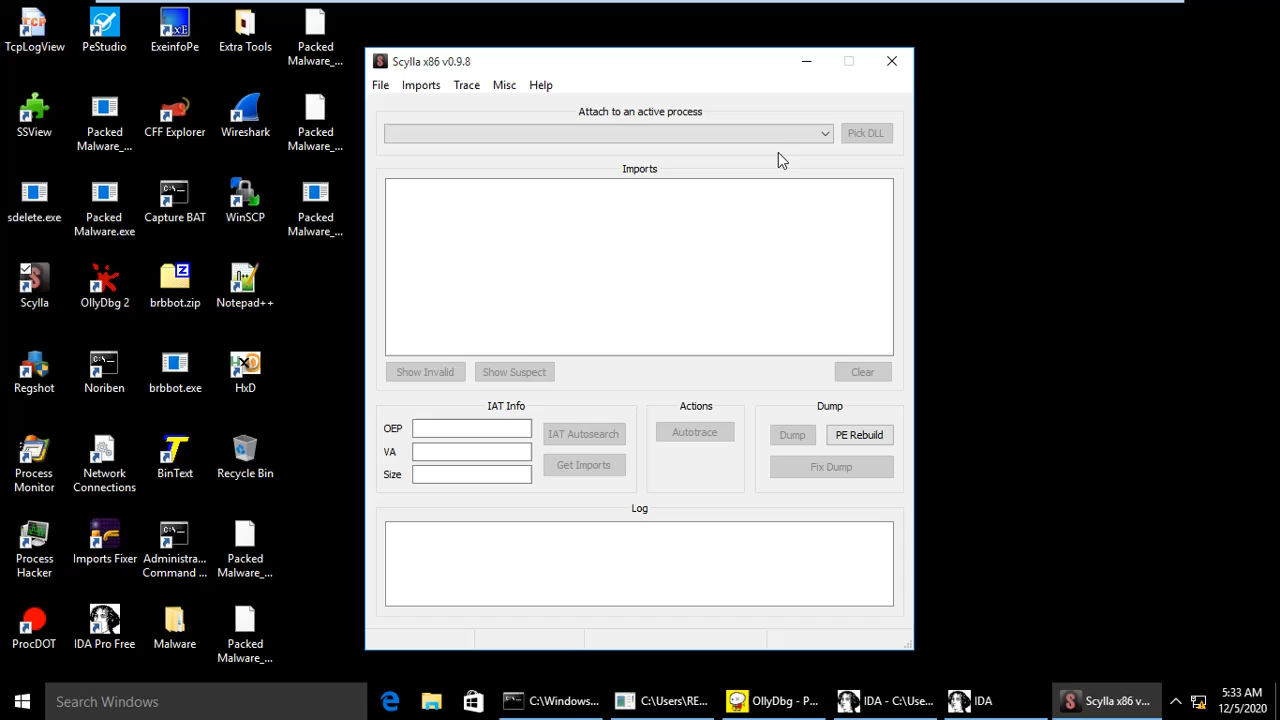 TcpLogView
PeStudio
ExeinfoPe
Extra Tools
Packed
Malware_...
SSView
Packed
Malware_...
CFF Explorer
Wireshark
Packed
Malware_...
sdelete.exe
Packed
Malware.exe
Capture BAT
WinSCP
Packed
Malware_...
Scylla
OllyDbg 2
brbbot.zip
Notepad++
Regshot
Noriben
brbbot.exe
HxD
Process
Monitor
Network
Connections
BinText
Recycle Bin
Process
Hacker
Imports Fixer
Administra...
Command ...
Packed
Malware_...
ProcDOT
IDA Pro Free
Malware
Packed
Malware_...
Scylla x86 v0.9.8
File Imports Trace Misc Help
Attach to an active process
Pick DLL
Imports
Show Invalid Show Suspect Clear
IAT Info
OEP
VA
Size
IAT Autosearch
Get Imports
Actions
Autotrace
Dump
Dump PE Rebuild
Fix Dump
Log
Search Windows
C:\Windows...
C:\Users\RE...
OllyDbg - P...
IDA - C:\Use...
IDA
Scylla x86 v...
5:33 AM
12/5/2020